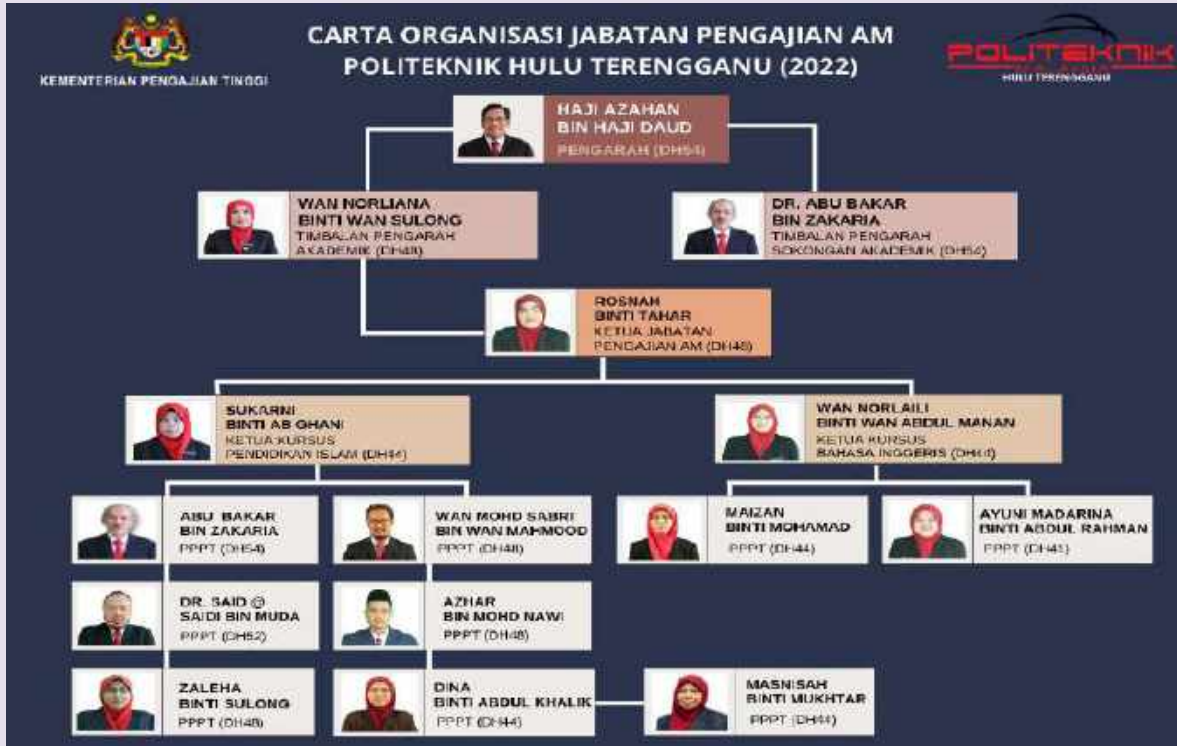 KEMENTERIAN PENGAJIAN TINGGI
CARTA ORGANISASI JABATAN PENGAJIAN AM
POLITEKNIK HULU TERENGGANU (2022)
POLITEKNIK
HULU TERENGGANU
HAJI AZAHAN
BIN HAJI DAUD
PENGARAH (DH54)
WAN NORLIANA
BINTI WAN SULONG
TIMBALAN PENGARAH
AKADEMIK (DH48)
DR. ABU BAKAR
BIN ZAKARIA
TIMBALAN PENGARAH
SOKONGAN AKADEMIK (DH54)
ROSNAH
BINTI TAHAR
KETUA JABATAN
PENGAJIAN AM (DH48)
SUKARNI
BINTI AB GHANI
KETUA KURSUS
PENDIDIKAN ISLAM (DH44)
WAN NORLAILI
BINTI WAN ABDUL MANAN
KETUA KURSUS
BAHASA INGGERIS (DH44)
ABU BAKAR
BIN ZAKARIA
PPPT (DH54)
WAN MOHD SABRI
BIN WAN MAHMOOD
PPPT (DH48)
MAIZAN
BINTI MOHAMAD
PPPT (DH44)
AYUNI MADARINA
BINTI ABDUL RAHMAN
PPPT
DR. SAID @
SAIDI BIN MUDA
PPPT (DH52)
AZHAR
BIN MOHD NAWI
PPPT (DH48)
ZALEHA
BINTI SULONG
PPPT (DH48)
DINA
BINTI ABDUL KHALIK
PPPT (DH44)
MASNISAH
BINTI MUKHTAR
PPPT (DH44)